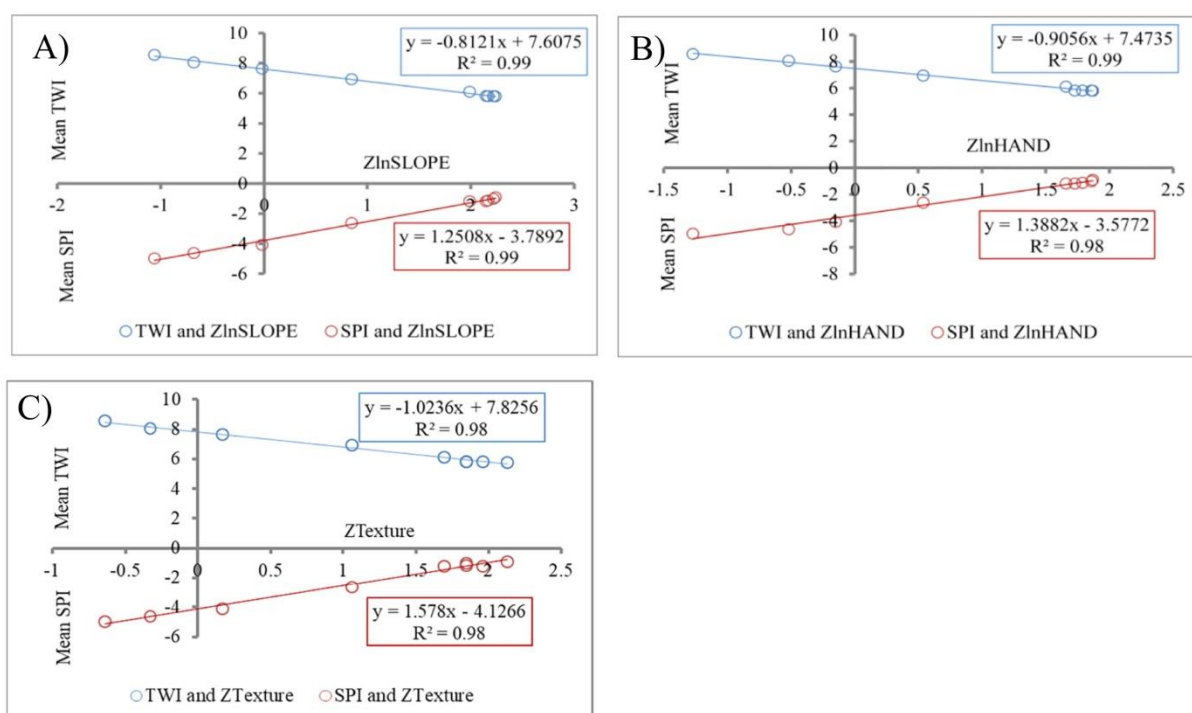 A)
10
8
6
4
2
0
-2
-4
-6
Mean TWI
Mean SPI
-2
-1
0
1
2
3
ZlnSLOPE
y = -0.8121x + 7.6075
R² = 0.99
y = 1.2508x - 3.7892
R² = 0.99
TWI and ZlnSLOPE
SPI and ZlnSLOPE
B)
10
8
6
4
2
0
-2
-4
-6
-8
Mean TWI
Mean SPI
-1.5
-1
-0.5
0
0.5
1
1.5
2
2.5
ZlnHAND
y = -0.9056x + 7.4735
R² = 0.99
y = 1.3882x - 3.5772
R² = 0.98
TWI and ZlnHAND
SPI and ZlnHAND
C)
10
8
6
4
2
0
-2
-4
-6
Mean TWI
Mean SPI
-1
-0.5
0
0.5
1
1.5
2
2.5
ZTexture
y = -1.0236x + 7.8256
R² = 0.98
y = 1.578x - 4.1266
R² = 0.98
TWI and ZTexture
SPI and ZTexture